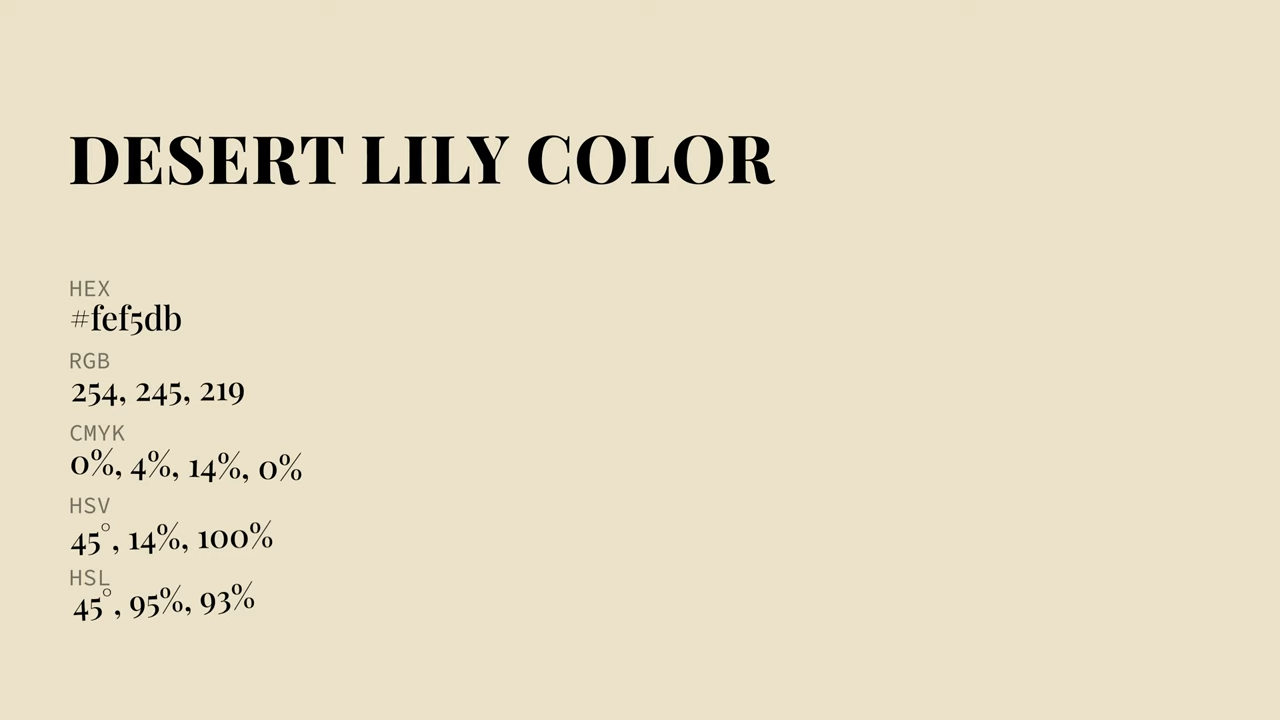 DESERT LILY COLOR
HEX
#fef5db
RGB
254, 245, 219
CMYK
0%, 4%, 14%, 0%
HSV
45°, 14%, 100%
HSL
45°, 95%, 93%